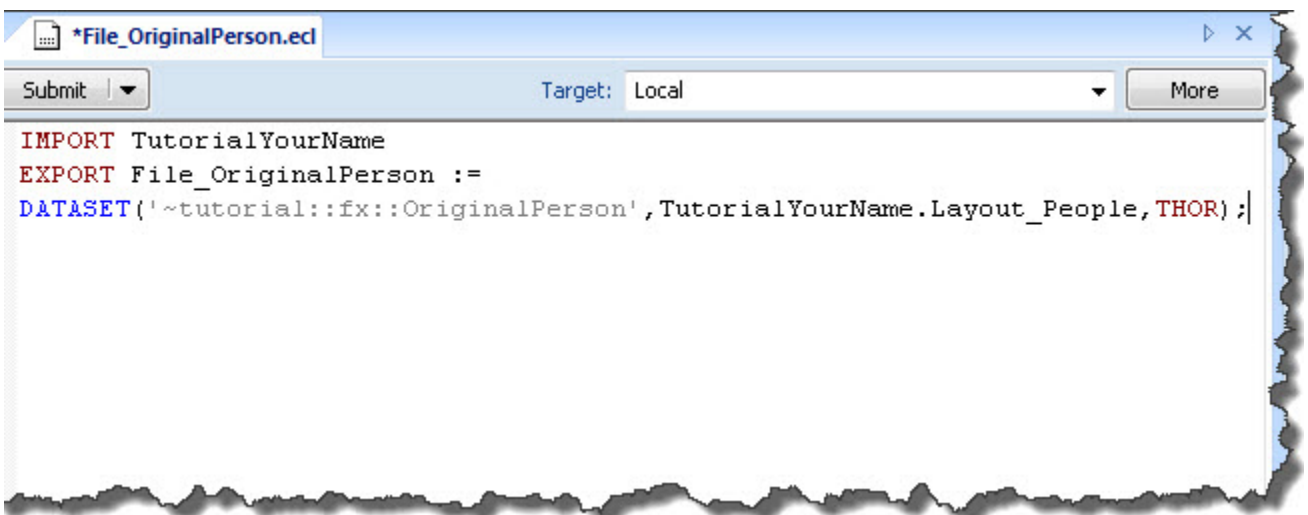 *File_OriginalPerson.ecl
Submit Target: Local More
IMPORT TutorialYourName
EXPORT File_OriginalPerson :=
DATASET('~tutorial::fx::OriginalPerson',TutorialYourName.Layout_People,THOR);